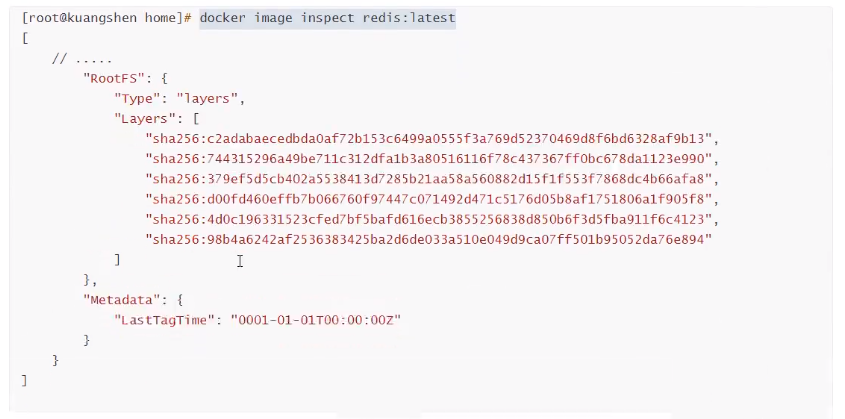 [root@kuangshen home]# docker image inspect redis:latest
[
    // .....
        "RootFS": {
            "Type": "layers",
            "Layers": [
                "sha256:c2adabaecedbda0af72b153c6499a0555f3a769d52370469d8f6bd6328af9b13",
                "sha256:744315296a49be711c312dfa1b3a80516116f78c437367ff0bc678da1123e990",
                "sha256:379ef5d5cb402a5538413d7285b21aa58a560882d15f1f553f7868dc4b66afa8",
                "sha256:d00fd460effb7b066760f97447c071492d471c5176d05b8af1751806a1f905f8",
                "sha256:4d0c196331523cfed7bf5bafd616ecb3855256838d850b6f3d5fba911f6c4123",
                "sha256:98b4a6242af2536383425ba2d6de033a510e049d9ca07ff501b95052da76e894"
            ]
        },
        "Metadata": {
            "LastTagTime": "0001-01-01T00:00:00Z"
        }
    }
]